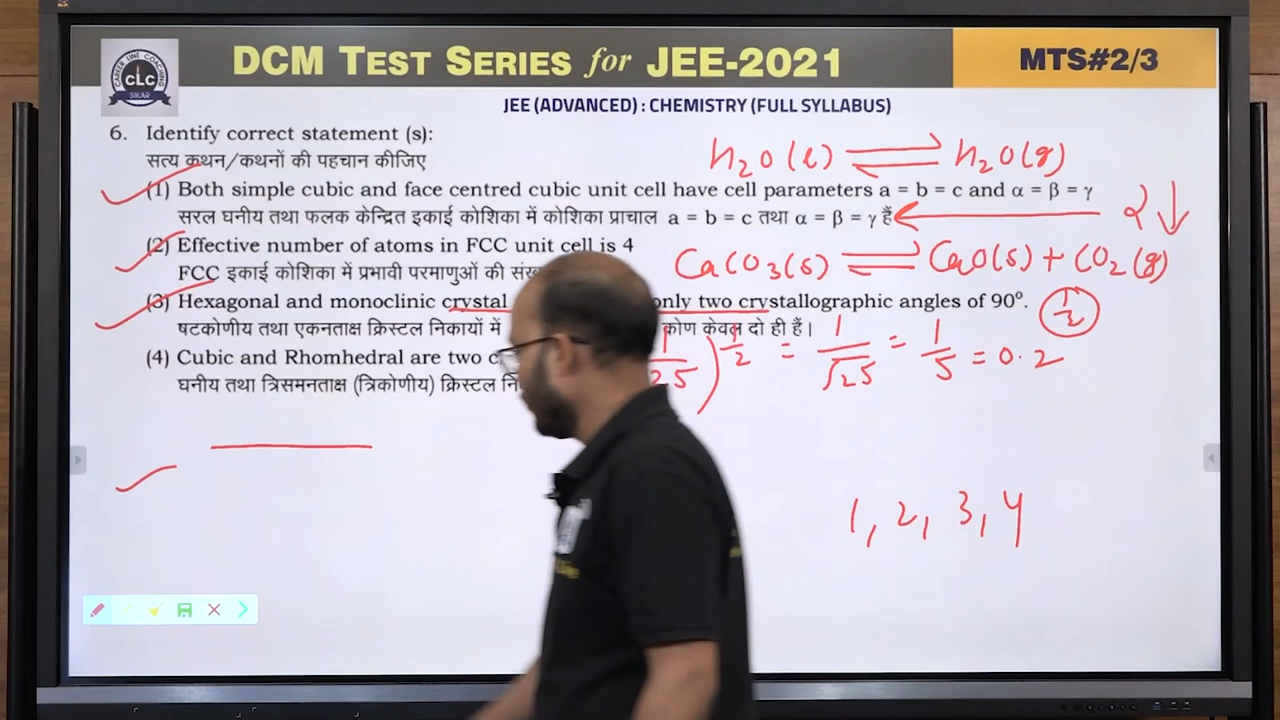 CAREER LINE COACHING
CLC
SIKAR
DCM TEST SERIES for JEE-2021
MTS#2/3
JEE (ADVANCED) : CHEMISTRY (FULL SYLLABUS)
6. Identify correct statement (s):
सत्य कथन/कथनों की पहचान कीजिए
H₂O(l) ⇌ H₂O(g)
(1) Both simple cubic and face centred cubic unit cell have cell parameters a = b = c and α = β = γ
सरल घनीय तथा फलक केन्द्रित इकाई कोशिका में कोशिका प्राचाल a = b = c तथा α = β = γ हैं
2 ↓
(2) Effective number of atoms in FCC unit cell is 4
FCC इकाई कोशिका में प्रभावी परमाणुओं की
CaCO₃(s) ⇌ CaO(s) + CO₂(g)
(3) Hexagonal and monoclinic crystal only two crystallographic angles of 90º.
षटकोणीय तथा एकनताक्ष क्रिस्टल निकायों में कोण केवल दो ही हैं।
1/2
(4) Cubic and Rhomhedral are two
घनीय तथा त्रिसमनताक्ष (त्रिकोणीय) क्रिस्टल
1/25)^1/2 = 1/√25 = 1/5 = 0.2
1, 2, 3, 4